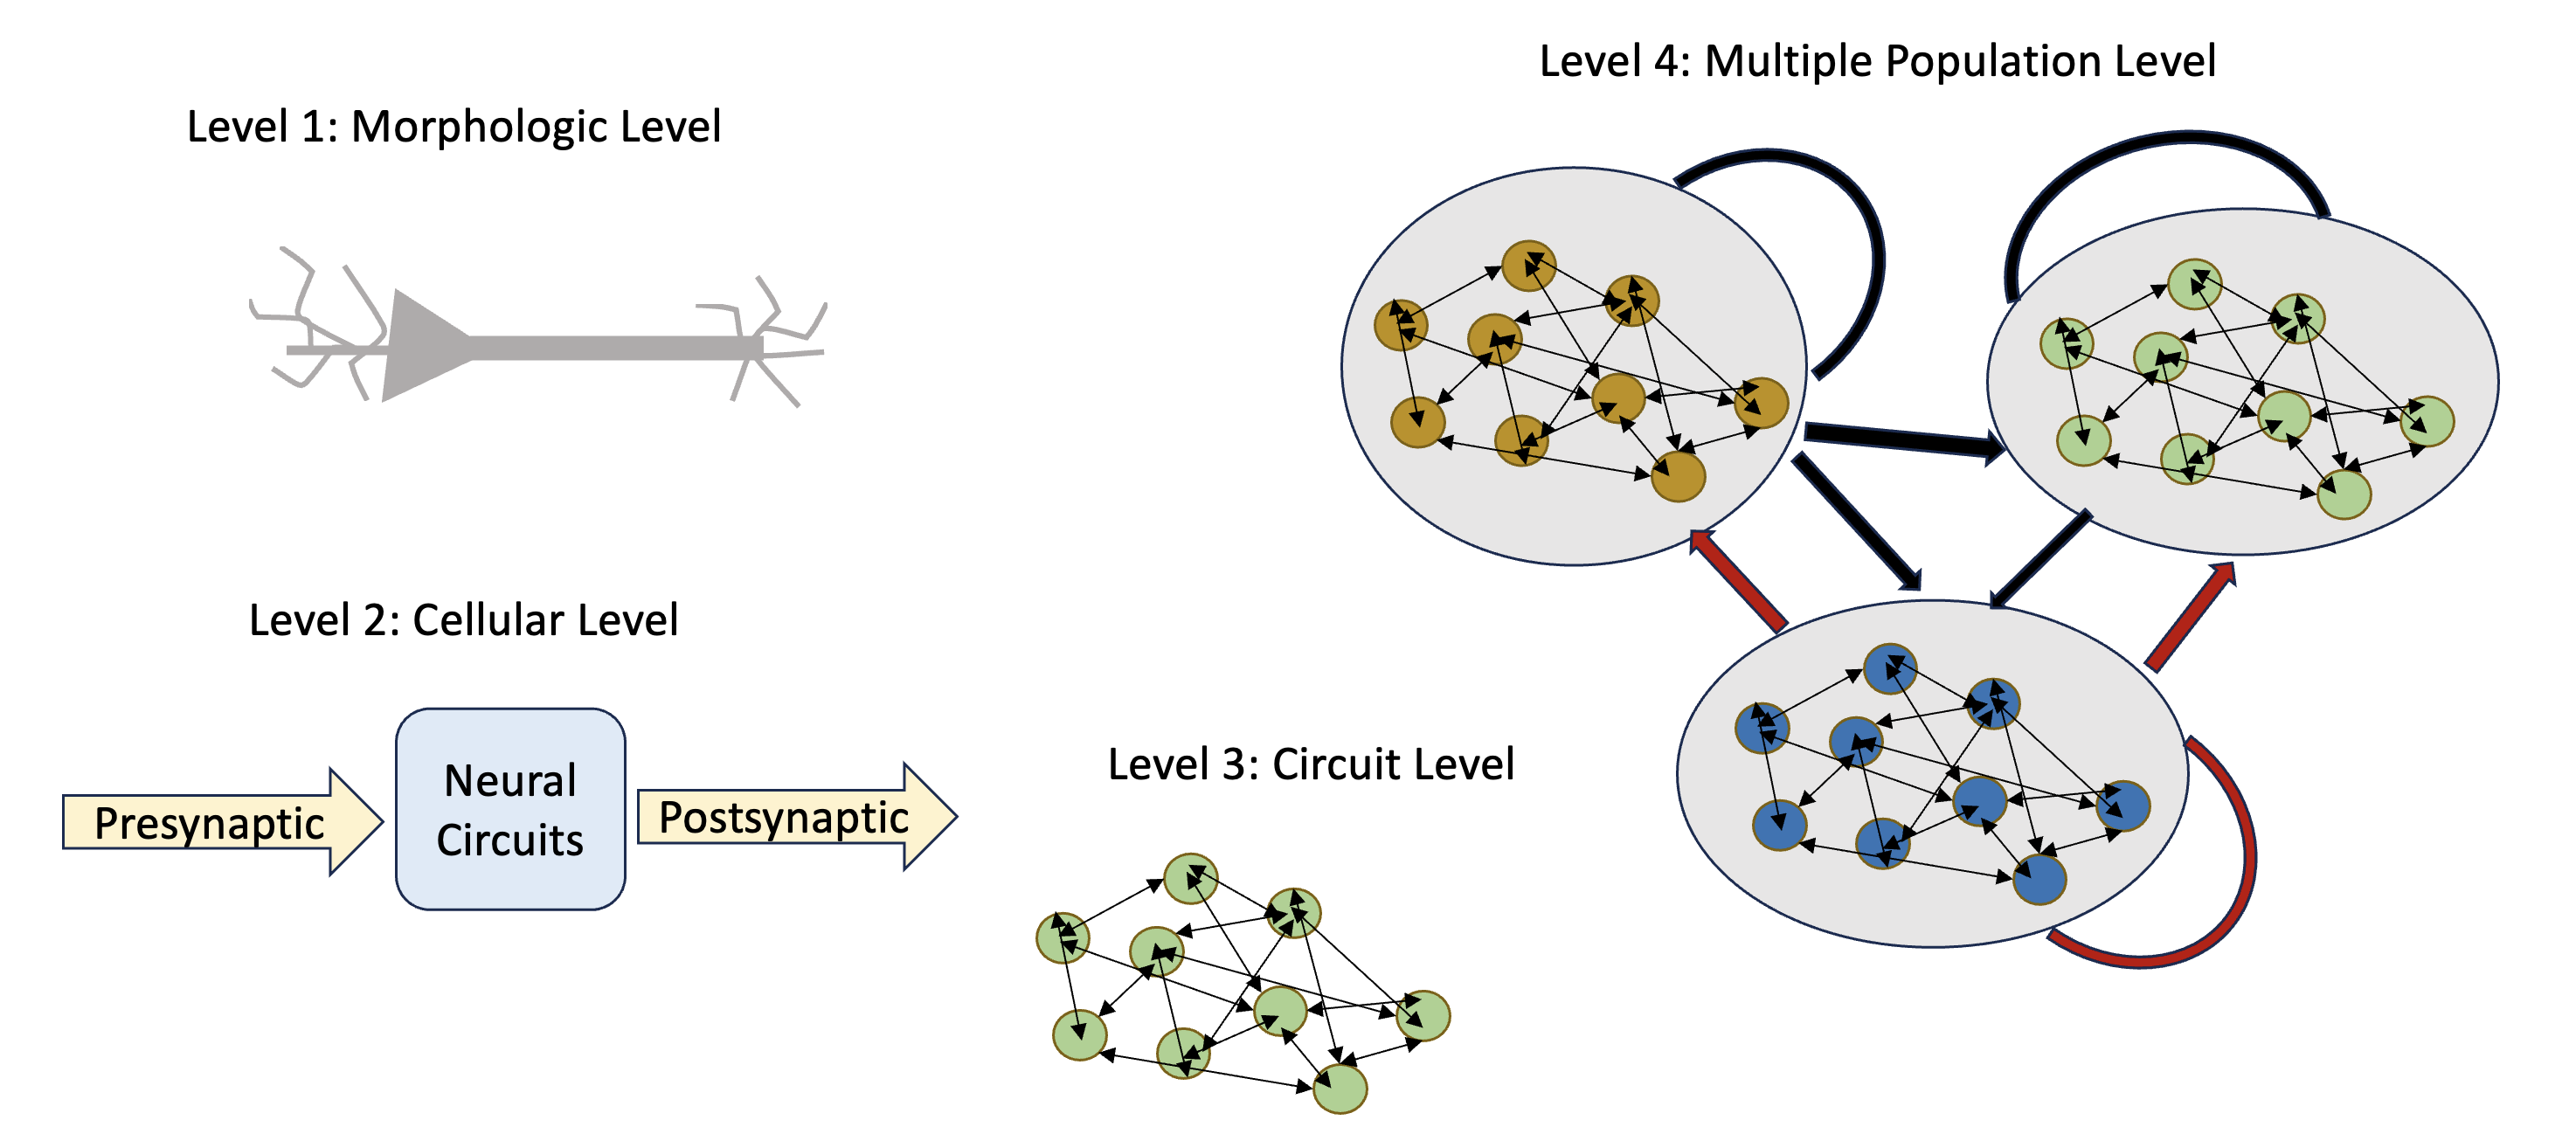 Level 4: Multiple Population Level
Level 1: Morphologic Level
Level 2: Cellular Level
Presynaptic
Neural
Circuits
Postsynaptic
Level 3: Circuit Level